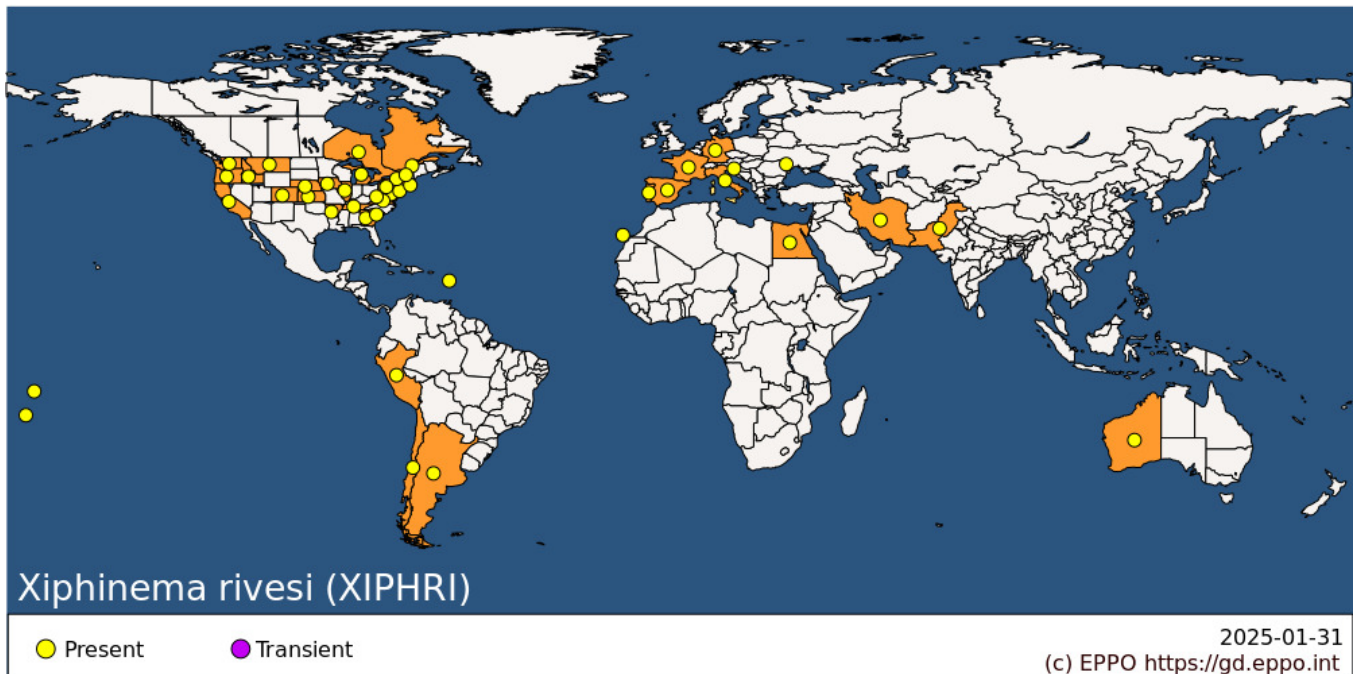 Xiphinema rivesi (XIPHRI)
Present
Transient
2025-01-31
(c) EPPO https://gd.eppo.int